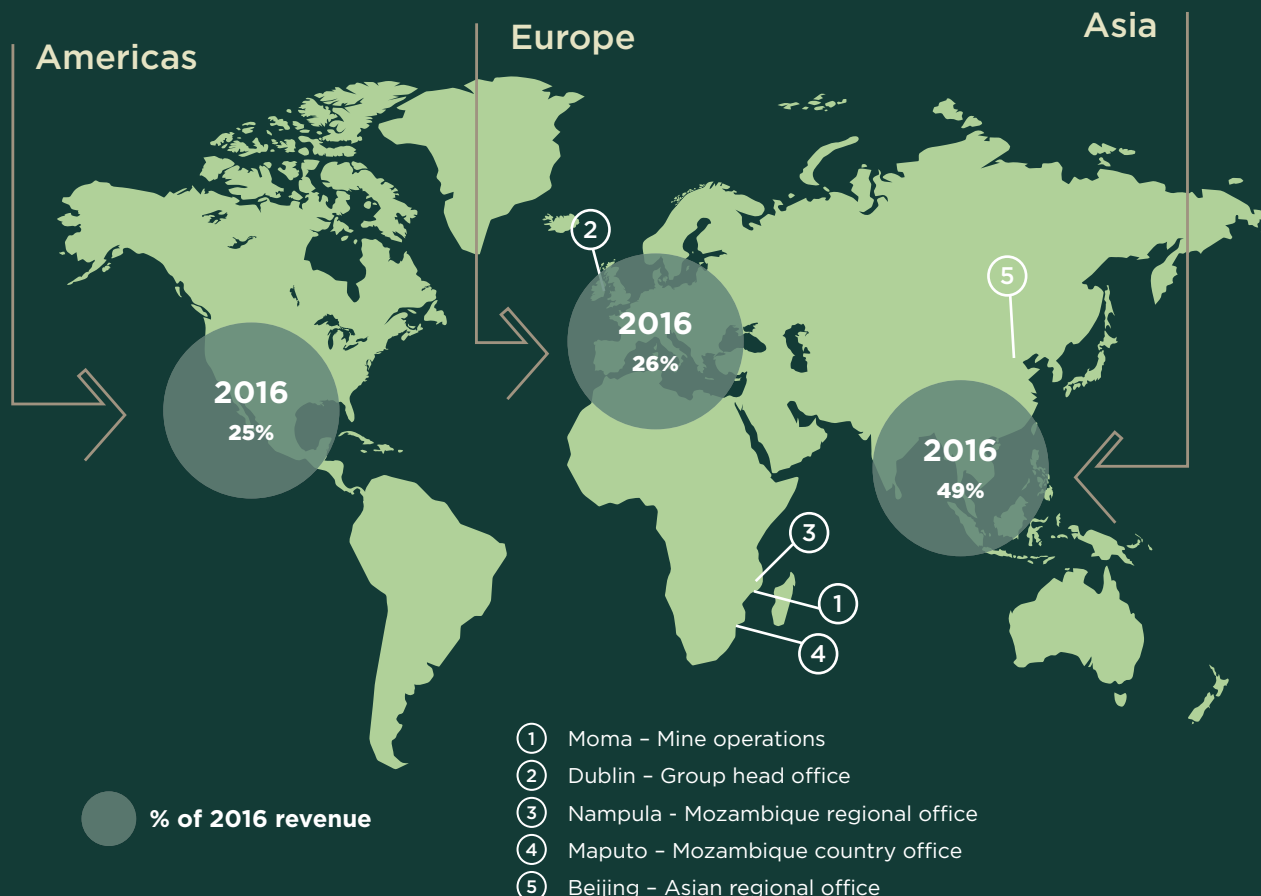 Americas
Europe
Asia
2
5
2016
26%
2016
25%
2016
49%
3
1
4
1 Moma – Mine operations
2 Dublin – Group head office
3 Nampula - Mozambique regional office
4 Maputo – Mozambique country office
5 Beijing – Asian regional office
% of 2016 revenue